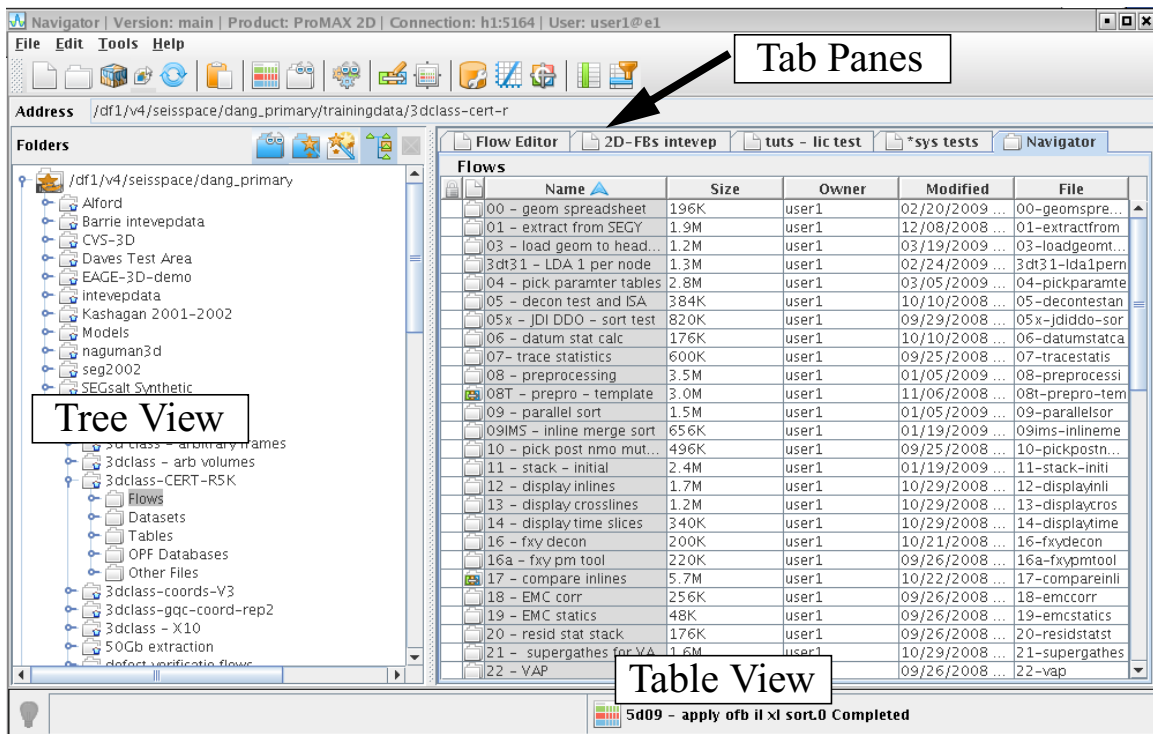 Navigator | Version: main | Product: ProMAX 2D | Connection: h1:5164 | User: user1@e1
File Edit Tools Help
Tab Panes
Address /df1/v4/seisspace/dang_primary/trainingdata/3dclass-cert-r
Folders
/df1/v4/seisspace/dang_primary
Alford
Barrie intevepdata
CVS-3D
Daves Test Area
EAGE-3D-demo
intevepdata
Kashagan 2001-2002
Models
naguman3d
seg2002
SEGsalt Synthetic
Tree View
3d class - arbitrary frames
3dclass - arb volumes
3dclass-CERT-R5K
Flows
Datasets
Tables
OPF Databases
Other Files
3dclass-coords-V3
3dclass-gqc-coord-rep2
3dclass - X10
50Gb extraction
defect verificatio flows
Flow Editor 2D-FBs intevep tuts - lic test *sys tests Navigator
Flows
Name Size Owner Modified File
00 - geom spreadsheet 196K user1 02/20/2009 ... 00-geomspre...
01 - extract from SEGY 1.9M user1 12/08/2008 ... 01-extractfrom
03 - load geom to head... 1.2M user1 03/19/2009 ... 03-loadgeomt...
3dt31 - LDA 1 per node 1.3M user1 02/24/2009 ... 3dt31-lda1pern
04 - pick paramter tables 2.8M user1 03/05/2009 ... 04-pickparamte
05 - decon test and ISA 384K user1 10/10/2008 ... 05-decontestan
05x - JDI DDO - sort test 820K user1 09/29/2008 ... 05x-jdiddo-sor
06 - datum stat calc 176K user1 10/10/2008 ... 06-datumstatca
07- trace statistics 600K user1 09/25/2008 ... 07-tracestatis
08 - preprocessing 3.5M user1 01/05/2009 ... 08-preprocessi
08T - prepro - template 3.0M user1 11/06/2008 ... 08t-prepro-tem
09 - parallel sort 1.5M user1 01/05/2009 ... 09-parallelsor
09IMS - inline merge sort 656K user1 01/19/2009 ... 09ims-inlineme
10 - pick post nmo mut... 496K user1 09/25/2008 ... 10-pickpostn...
11 - stack - initial 2.4M user1 01/19/2009 ... 11-stack-initi
12 - display inlines 1.7M user1 10/29/2008 ... 12-displayinli
13 - display crosslines 1.2M user1 10/29/2008 ... 13-displaycros
14 - display time slices 340K user1 10/29/2008 ... 14-displaytime
16 - fxy decon 200K user1 10/21/2008 ... 16-fxydecon
16a - fxy pm tool 220K user1 09/26/2008 ... 16a-fxypmtool
17 - compare inlines 5.7M user1 10/22/2008 ... 17-compareinli
18 - EMC corr 256K user1 09/26/2008 ... 18-emccorr
19 - EMC statics 48K user1 09/26/2008 ... 19-emcstatics
20 - resid stat stack 176K user1 09/26/2008 ... 20-residstatst
21 - supergathes for VA 1.6M user1 10/29/2008 ... 21-supergathes
22 - VAP 09/26/2008 ... 22-vap
Table View
5d09 - apply ofb il xl sort.0 Completed